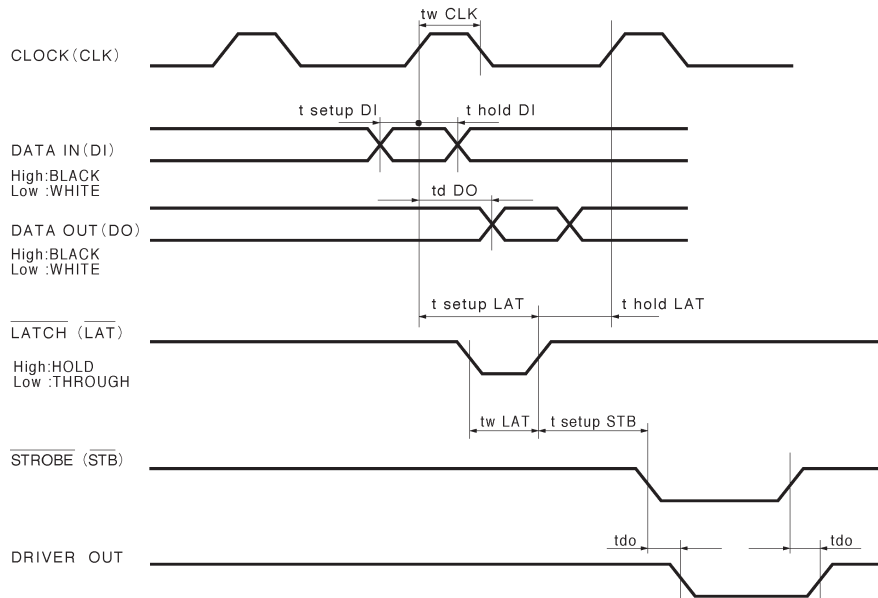 tw CLK
CLOCK(CLK)
t setup DI
t hold DI
DATA IN(DI)
High:BLACK
Low :WHITE
td DO
DATA OUT(DO)
High:BLACK
Low :WHITE
t setup LAT
t hold LAT
LATCH (LAT)
High:HOLD
Low :THROUGH
tw LAT
t setup STB
STROBE (STB)
tdo
tdo
DRIVER OUT